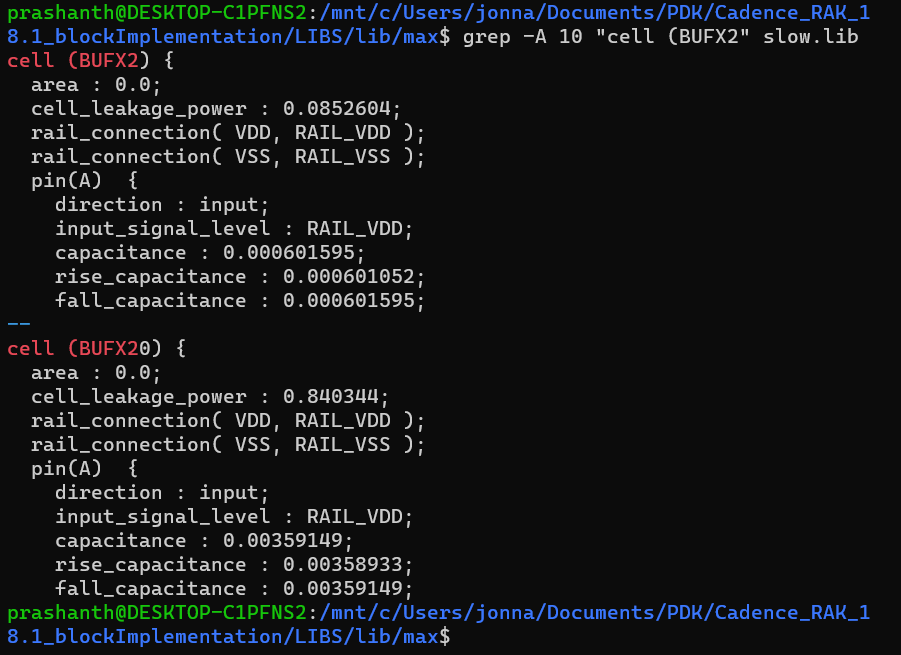 prashanth@DESKTOP-C1PFNS2:/mnt/c/Users/jonna/Documents/PDK/Cadence_RAK_1
8.1_blockImplementation/LIBS/lib/max$ grep -A 10 "cell (BUFX2" slow.lib
cell (BUFX2) {
  area : 0.0;
  cell_leakage_power : 0.0852604;
  rail_connection( VDD, RAIL_VDD );
  rail_connection( VSS, RAIL_VSS );
  pin(A)  {
    direction : input;
    input_signal_level : RAIL_VDD;
    capacitance : 0.000601595;
    rise_capacitance : 0.000601052;
    fall_capacitance : 0.000601595;
--
cell (BUFX20) {
  area : 0.0;
  cell_leakage_power : 0.840344;
  rail_connection( VDD, RAIL_VDD );
  rail_connection( VSS, RAIL_VSS );
  pin(A)  {
    direction : input;
    input_signal_level : RAIL_VDD;
    capacitance : 0.00359149;
    rise_capacitance : 0.00358933;
    fall_capacitance : 0.00359149;
prashanth@DESKTOP-C1PFNS2:/mnt/c/Users/jonna/Documents/PDK/Cadence_RAK_1
8.1_blockImplementation/LIBS/lib/max$